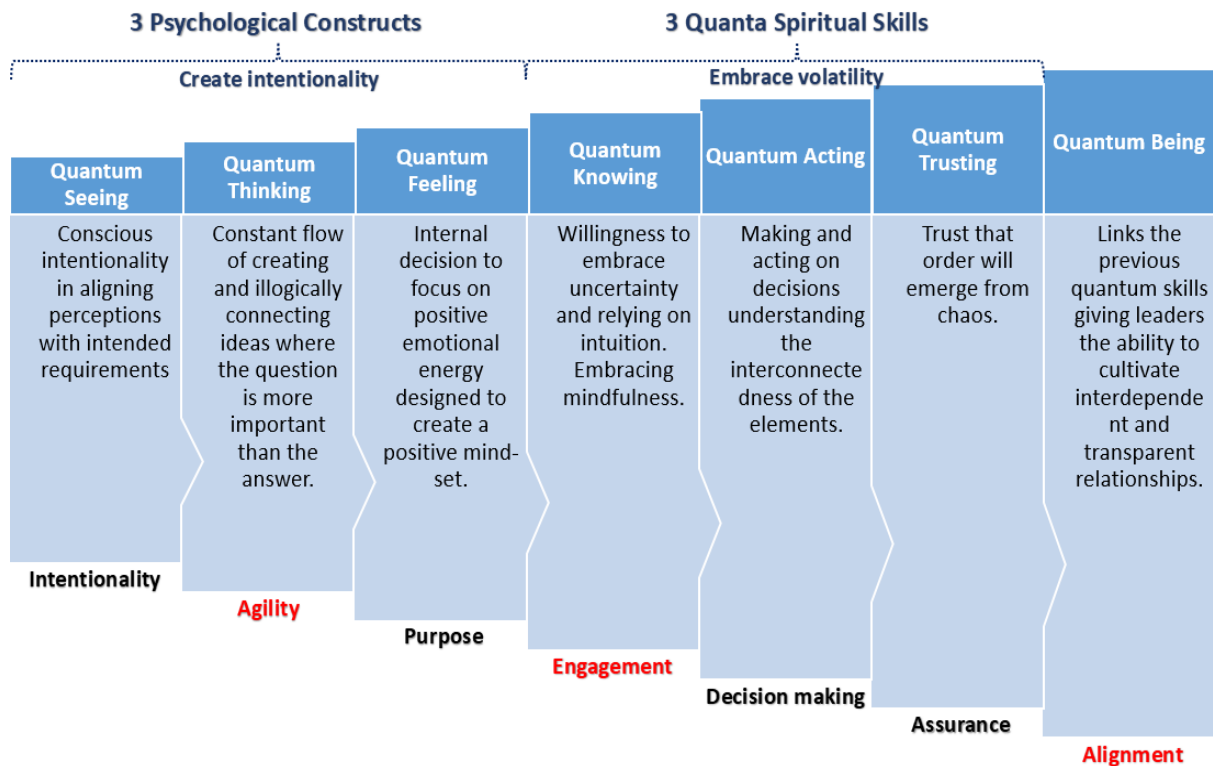 3 Psychological Constructs
3 Quanta Spiritual Skills
Create intentionality
Embrace volatility
Quantum
Seeing
Conscious
intentionality
in aligning
perceptions
with intended
requirements
Intentionality
Quantum
Thinking
Constant flow
of creating
and illogically
connecting
ideas where
the question
is more
important
than the
answer.
Agility
Quantum
Feeling
Internal
decision to
focus on
positive
emotional
energy
designed to
create a
positive mind-
set.
Purpose
Quantum
Knowing
Willingness to
embrace
uncertainty
and relying on
intuition.
Embracing
mindfulness.
Engagement
Quantum Acting
Making and
acting on
decisions
understanding
the
interconnecte
dness of the
elements.
Decision making
Quantum
Trusting
Trust that
order will
emerge from
chaos.
Assurance
Quantum Being
Links the
previous
quantum skills
giving leaders
the ability to
cultivate
interdepende
nt and
transparent
relationships.
Alignment